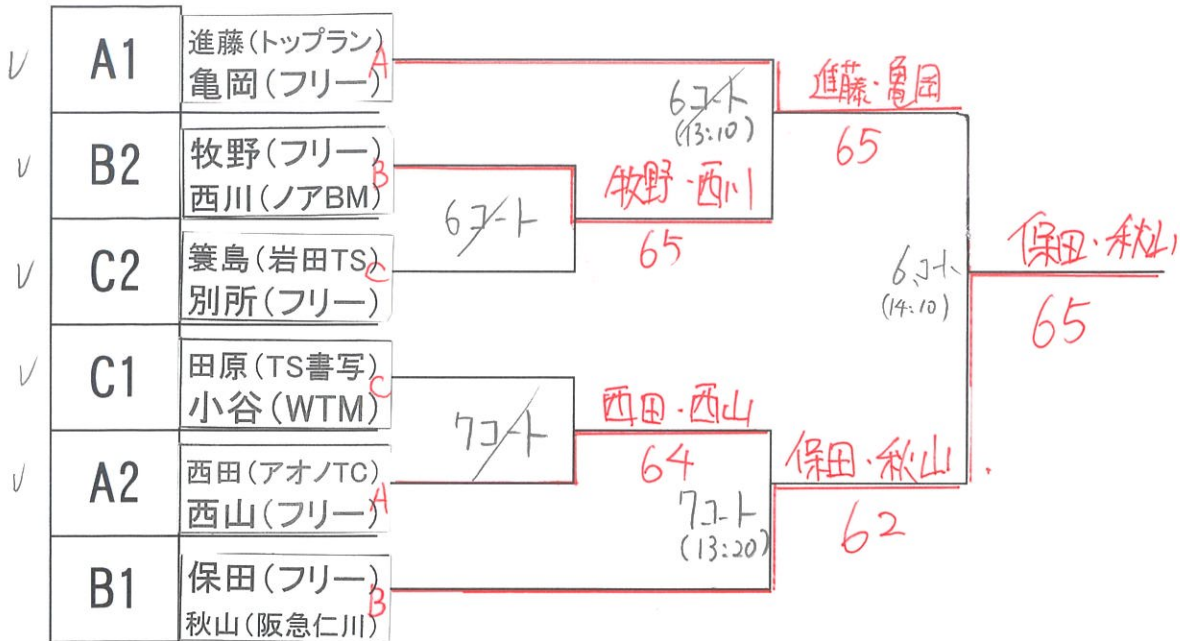 A1
進藤(トップラン)
亀岡(フリー)
A
B2
牧野(フリー)
西川(ノアBM)
B
C2
簑島(岩田TS)
別所(フリー)
C
C1
田原(TS書写)
小谷(WTM)
C
A2
西田(アオノTC)
西山(フリー)
A
B1
保田(フリー)
秋山(阪急仁川)
B
6コート
牧野・西川
65
7コート
西田・西山
64
6コート
(13:10)
進藤・亀岡
65
7コート
(13:20)
保田・秋山
62
6コート
(14:10)
保田・秋山
65